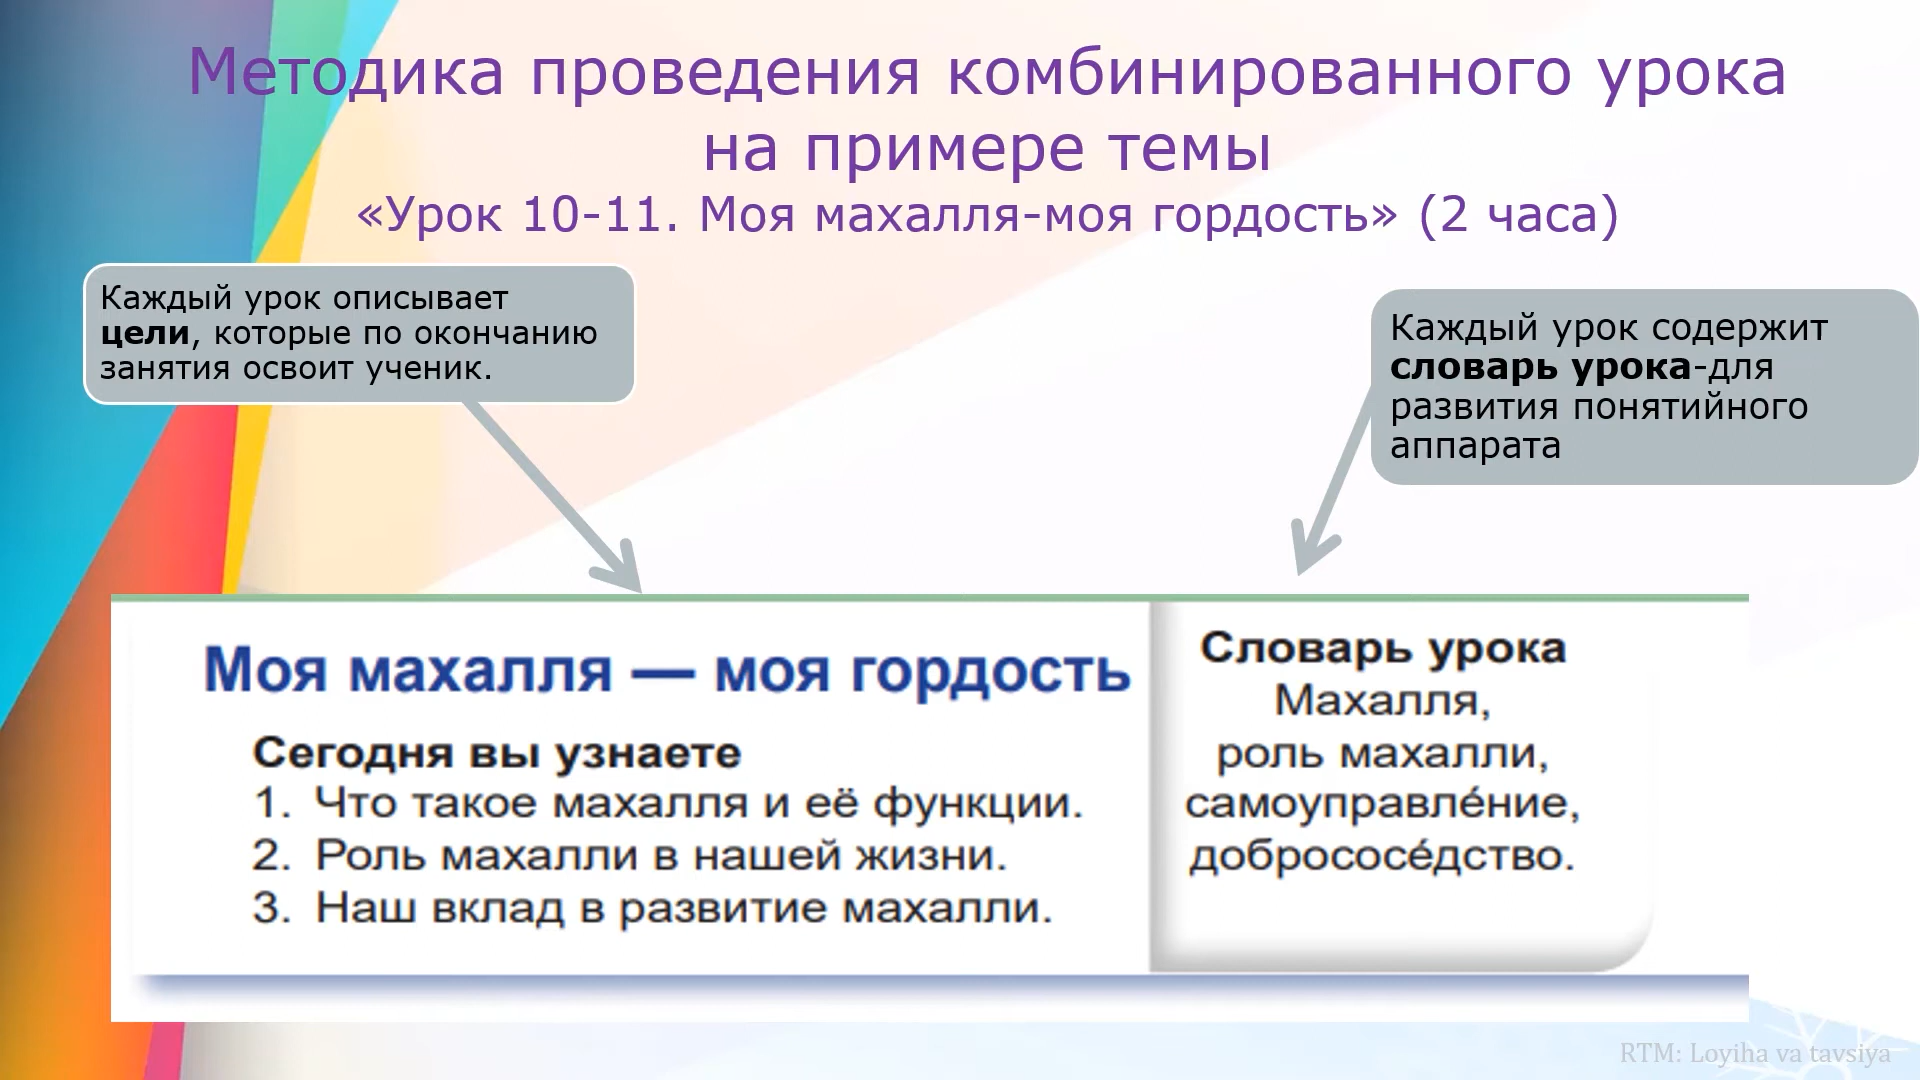 Методика проведения комбинированного урока
на примере темы
«Урок 10-11. Моя махалля-моя гордость» (2 часа)
Каждый урок описывает
цели, которые по окончанию
занятия освоит ученик.
Каждый урок содержит
словарь урока-для
развития понятийного
аппарата
Моя махалля — моя гордость
Сегодня вы узнаете
1. Что такое махалля и её функции.
2. Роль махалли в нашей жизни.
3. Наш вклад в развитие махалли.
Словарь урока
Махалля,
роль махалли,
самоуправле́ние,
добрососе́дство.
RTM: Loyiha va tavsiya